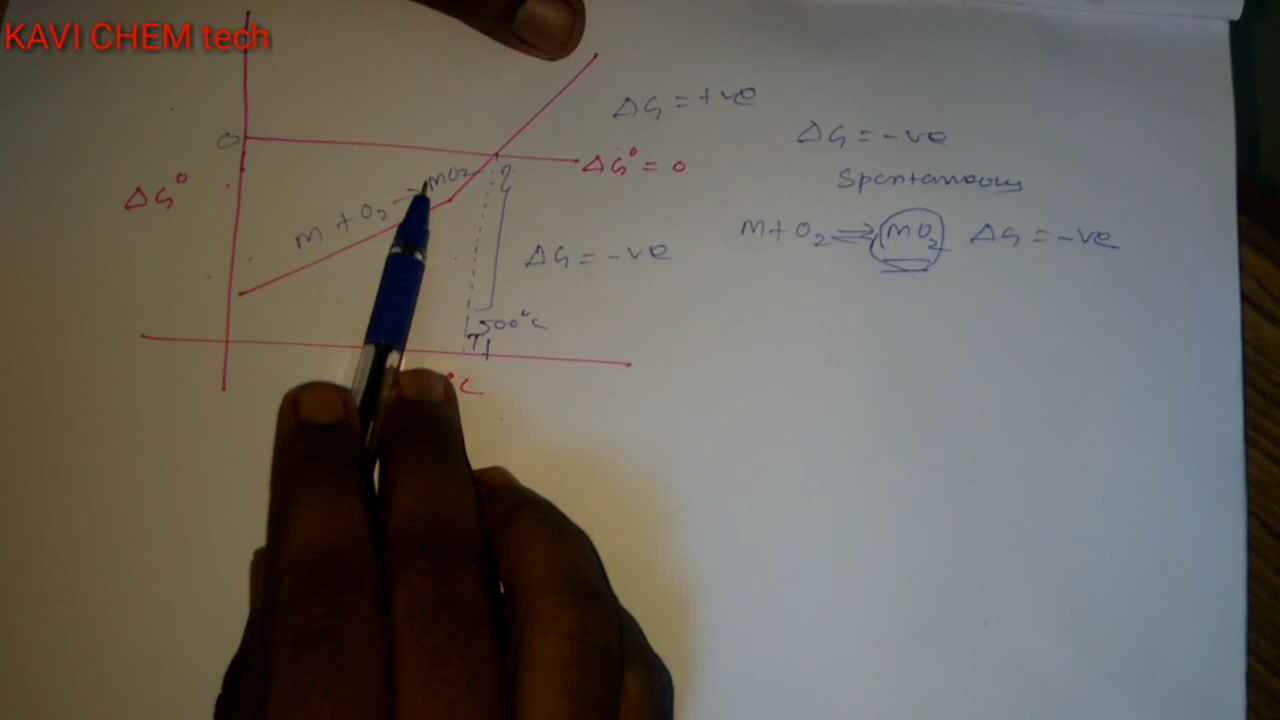 KAVI CHEM tech
ΔG = +ve
ΔG = -ve
0
ΔG° = 0
ΔG°
Spontaneous
M + O2 → MO2
M + O2 ⇌ MO2 ΔG = -ve
ΔG = -ve
500°C
T1
°C